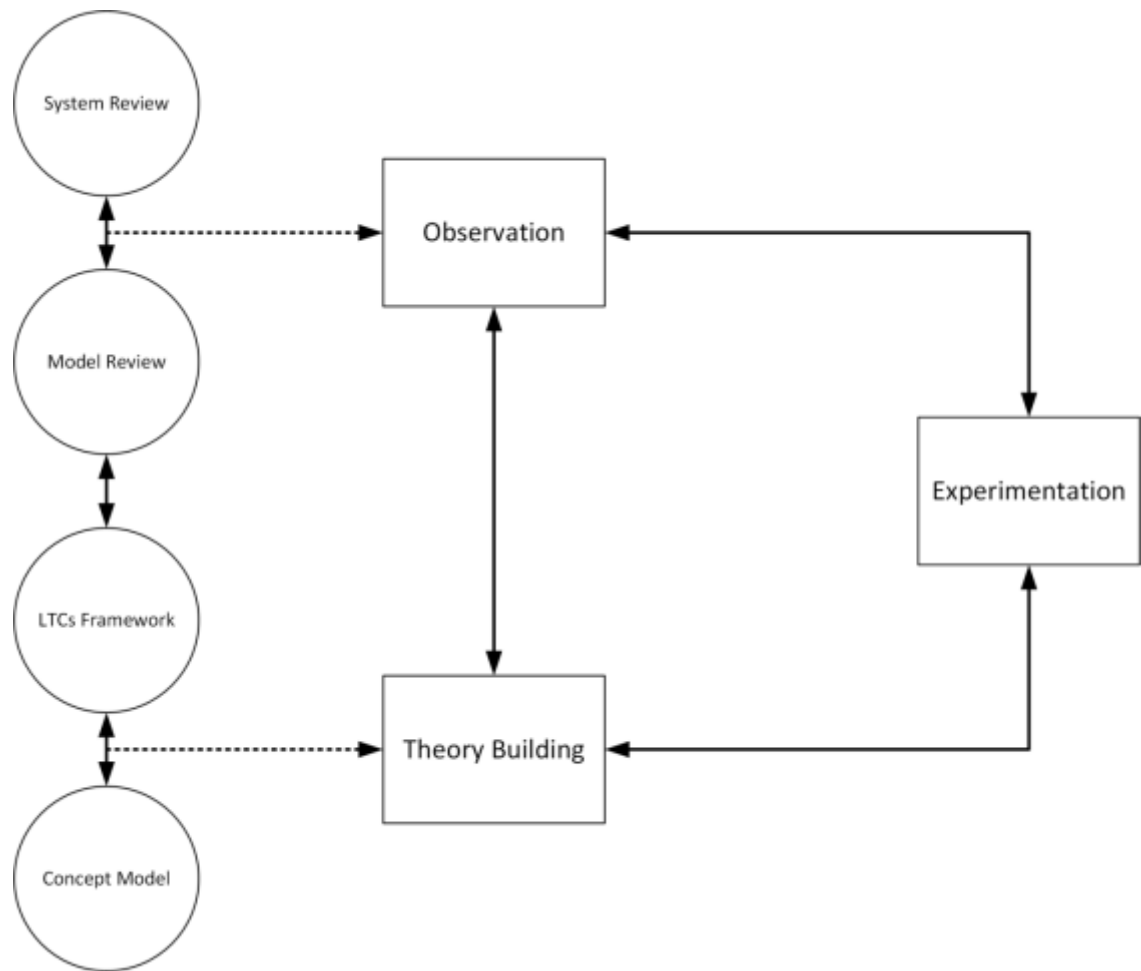 System Review
Observation
Model Review
Experimentation
LTCs Framework
Theory Building
Concept Model